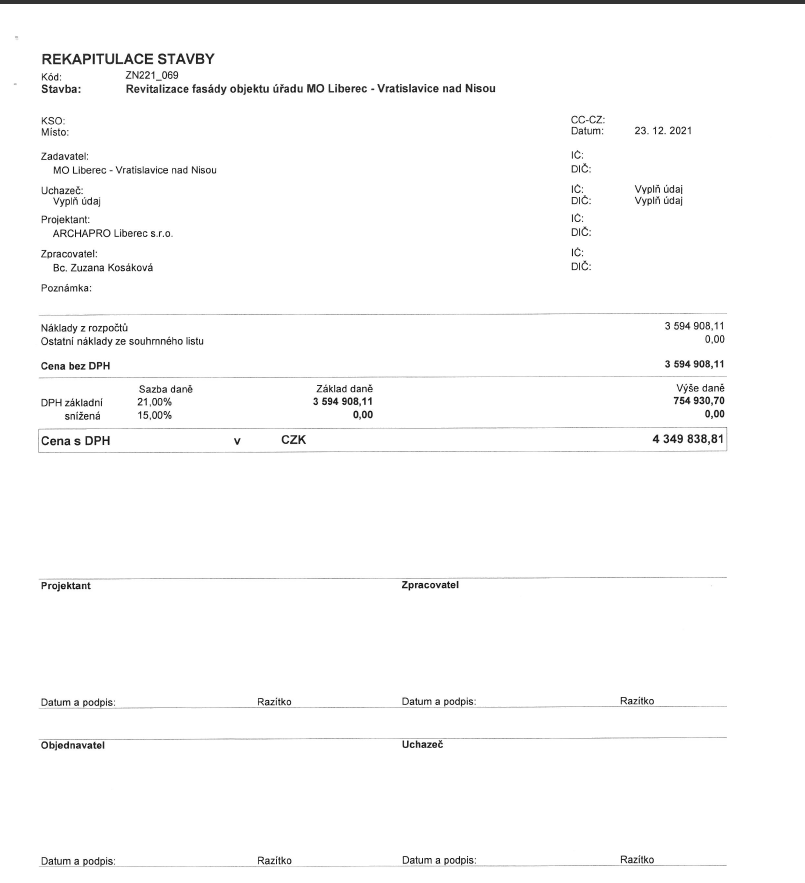 REKAPITULACE STAVBY
Kód: ZN221_069
Stavba: Revitalizace fasády objektu úřadu MO Liberec - Vratislavice nad Nisou
KSO: CC-CZ:
Místo: Datum: 23. 12. 2021
Zadavatel: IČ:
MO Liberec - Vratislavice nad Nisou DIČ:
Uchazeč: IČ: Vyplň údaj
Vyplň údaj DIČ: Vyplň údaj
Projektant: IČ:
ARCHAPRO Liberec s.r.o. DIČ:
Zpracovatel: IČ:
Bc. Zuzana Kosáková DIČ:
Poznámka:
Náklady z rozpočtů 3 594 908,11
Ostatní náklady ze souhrnného listu 0,00
Cena bez DPH 3 594 908,11
Sazba daně Základ daně Výše daně
DPH základní 21,00% 3 594 908,11 754 930,70
snížená 15,00% 0,00 0,00
Cena s DPH v CZK 4 349 838,81
Projektant Zpracovatel
Datum a podpis: Razítko Datum a podpis: Razítko
Objednavatel Uchazeč
Datum a podpis: Razítko Datum a podpis: Razítko